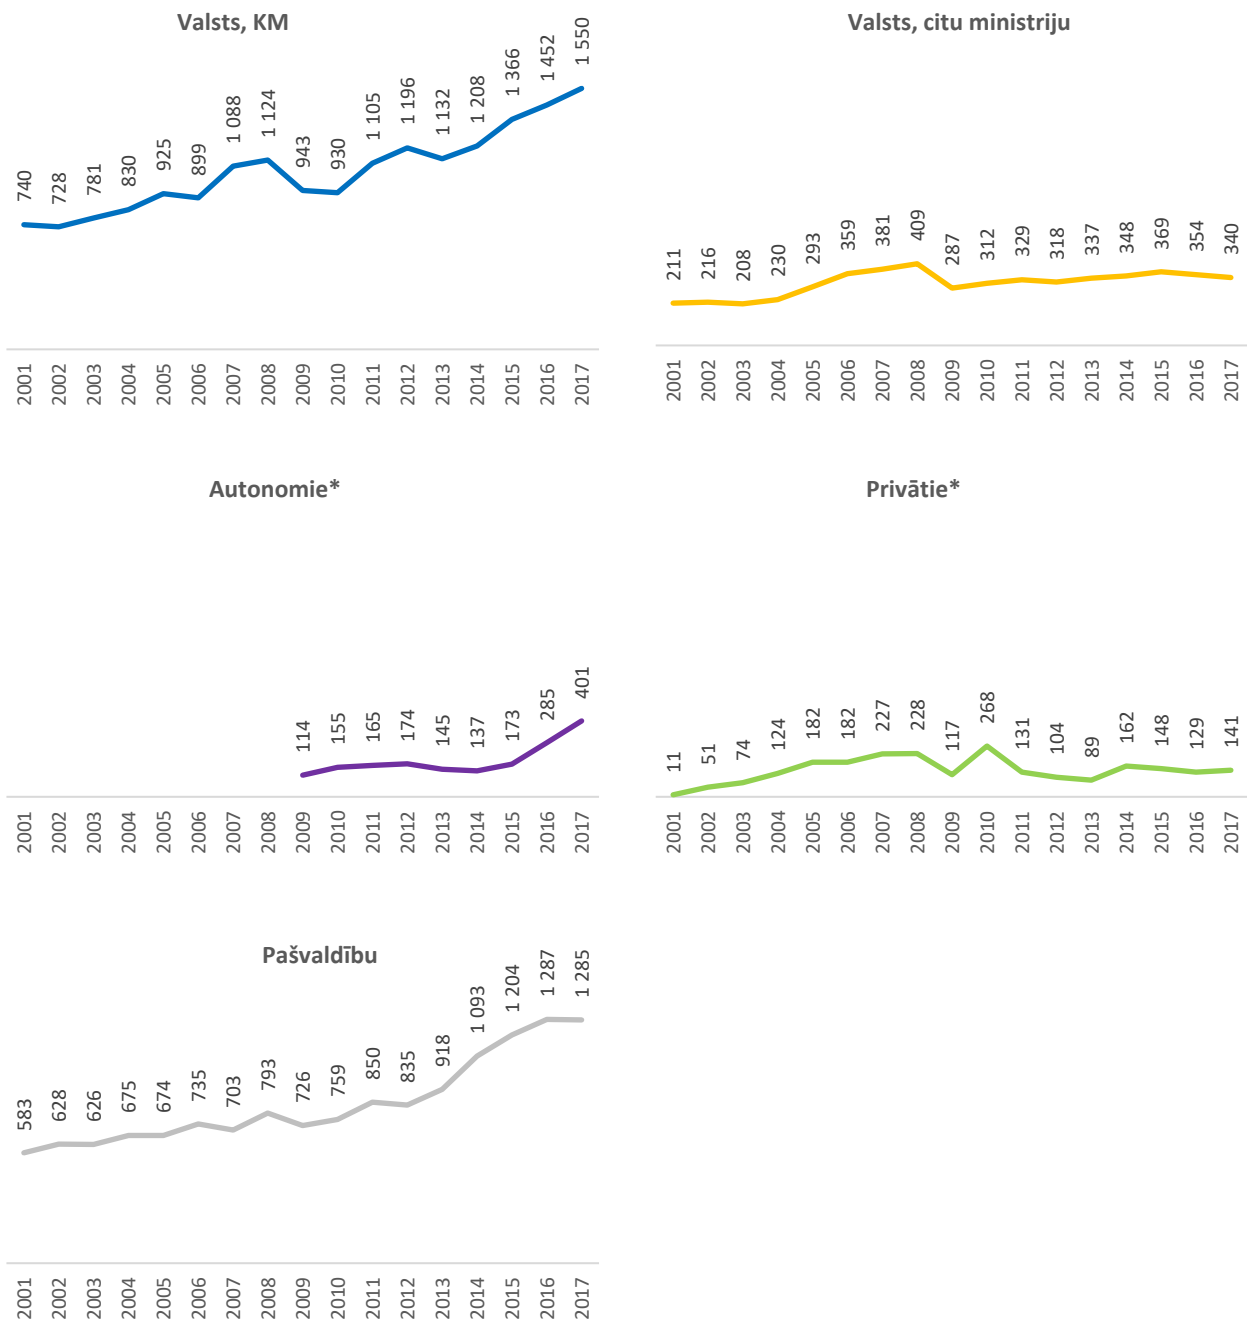 Valsts, KM
740 728 781 830 925 899 1 088 1 124 943 930 1 105 1 196 1 132 1 208 1 366 1 452 1 550
2001 2002 2003 2004 2005 2006 2007 2008 2009 2010 2011 2012 2013 2014 2015 2016 2017
Valsts, citu ministriju
211 216 208 230 293 359 381 409 287 312 329 318 337 348 369 354 340
2001 2002 2003 2004 2005 2006 2007 2008 2009 2010 2011 2012 2013 2014 2015 2016 2017
Autonomie*
114 155 165 174 145 137 173 285 401
2001 2002 2003 2004 2005 2006 2007 2008 2009 2010 2011 2012 2013 2014 2015 2016 2017
Privātie*
11 51 74 124 182 182 227 228 117 268 131 104 89 162 148 129 141
2001 2002 2003 2004 2005 2006 2007 2008 2009 2010 2011 2012 2013 2014 2015 2016 2017
Pašvaldību
583 628 626 675 674 735 703 793 726 759 850 835 918 1 093 1 204 1 287 1 285
2001 2002 2003 2004 2005 2006 2007 2008 2009 2010 2011 2012 2013 2014 2015 2016 2017